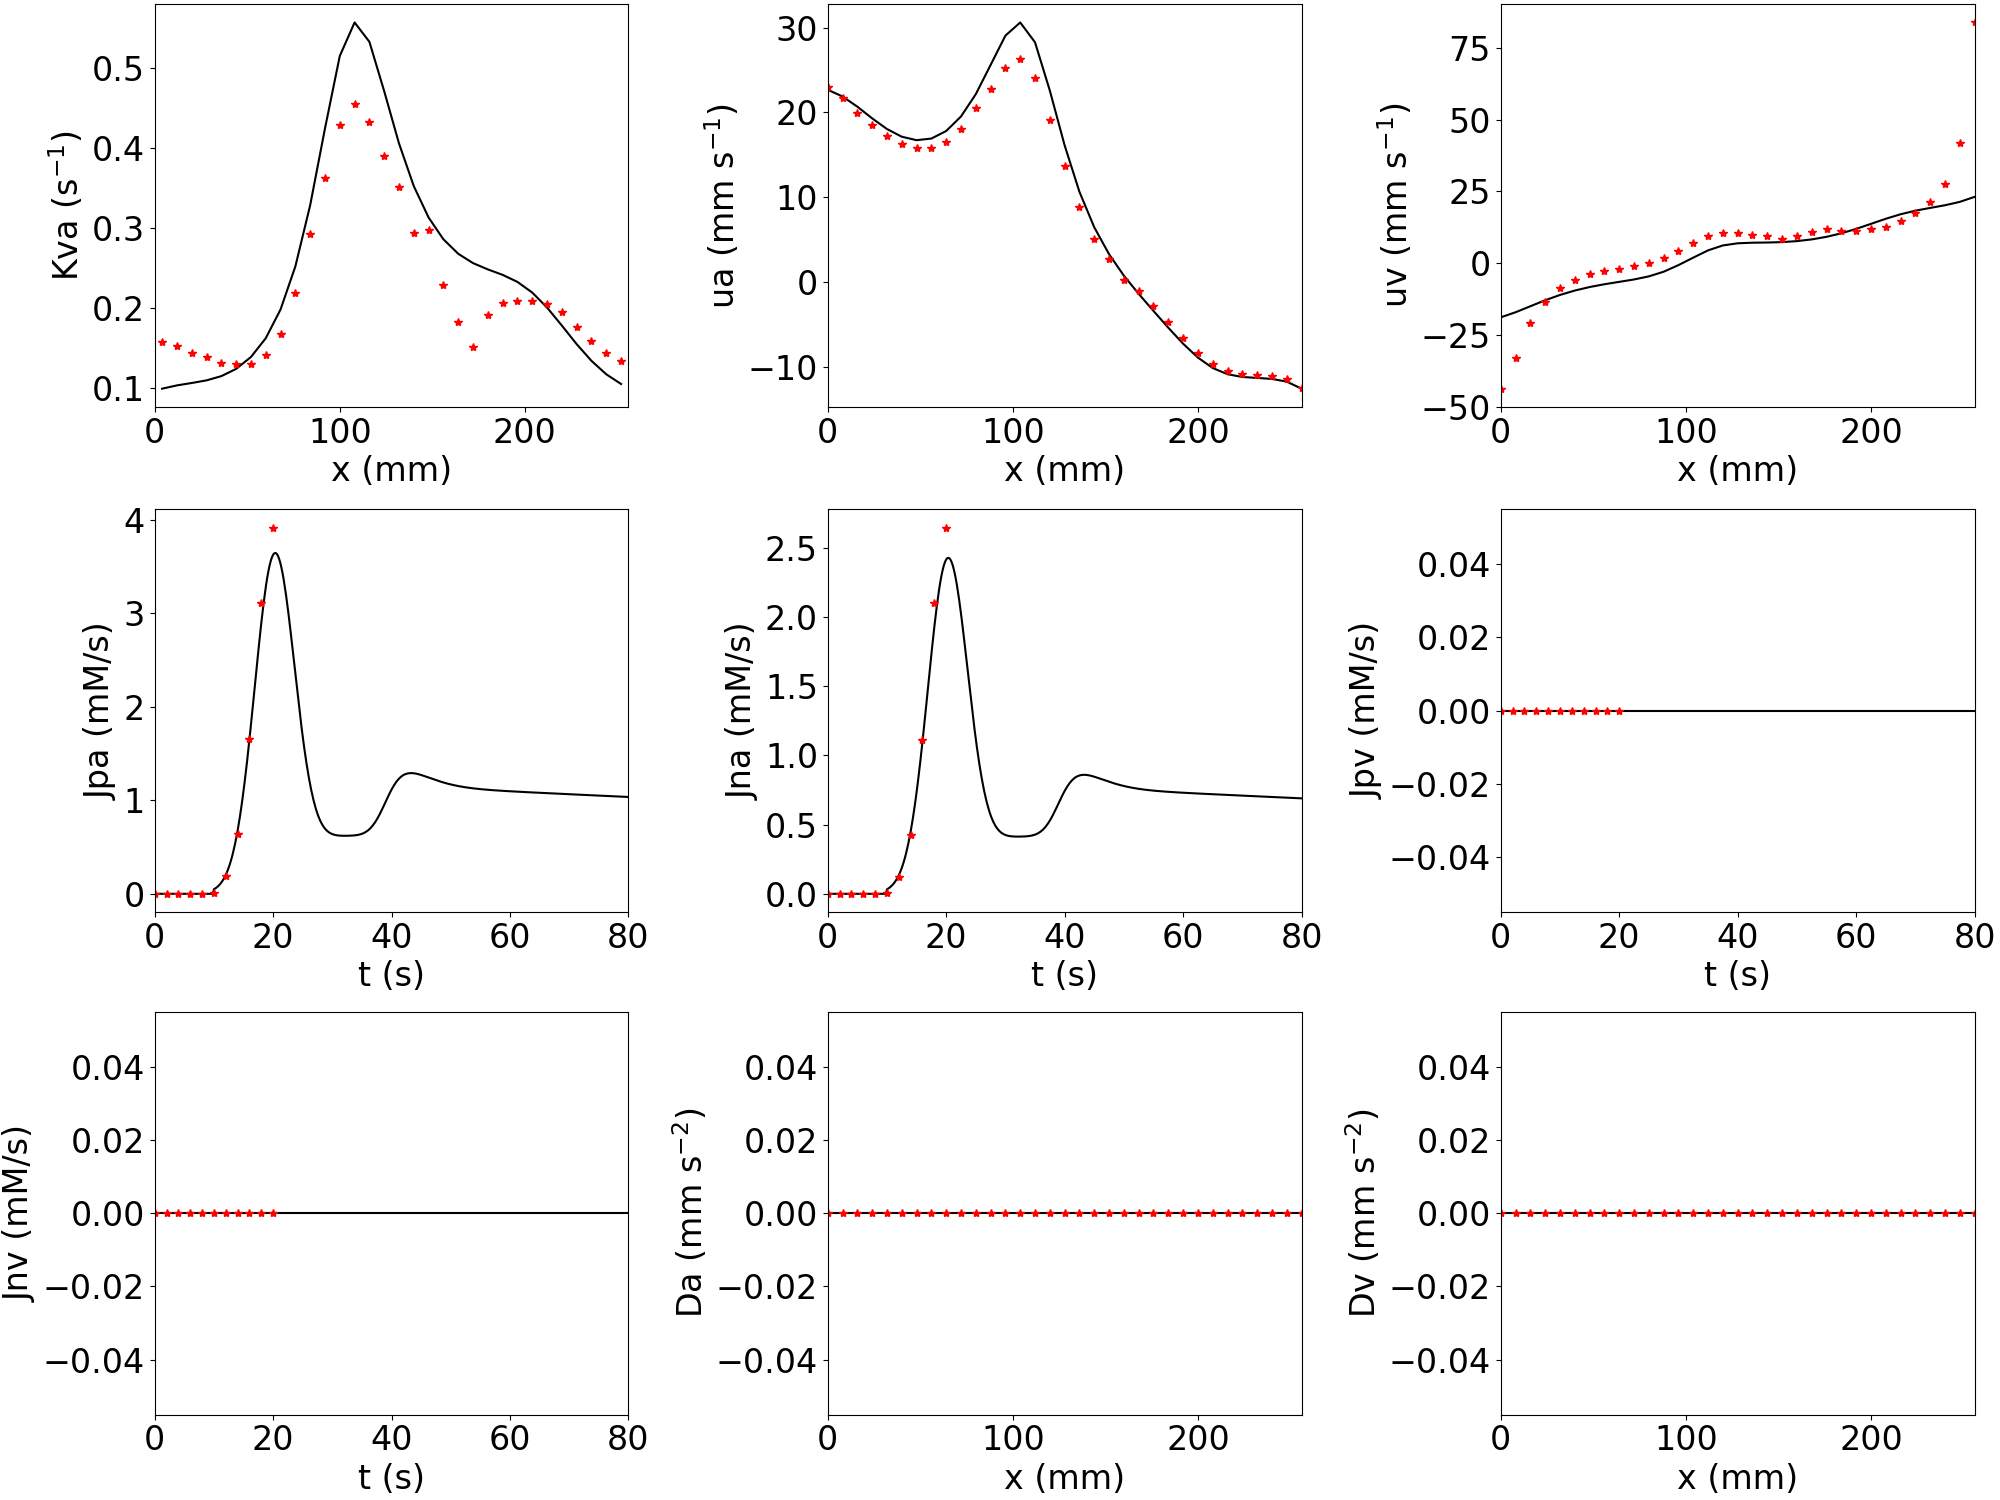 Kva (s⁻¹)
0.5
0.4
0.3
0.2
0.1
0 100 200
x (mm)
ua (mm s⁻¹)
30
20
10
0
−10
0 100 200
x (mm)
uv (mm s⁻¹)
75
50
25
0
−25
−50
0 100 200
x (mm)
Jpa (mM/s)
4
3
2
1
0
0 20 40 60 80
t (s)
Jna (mM/s)
2.5
2.0
1.5
1.0
0.5
0.0
0 20 40 60 80
t (s)
Jpv (mM/s)
0.04
0.02
0.00
−0.02
−0.04
0 20 40 60 80
t (s)
Jnv (mM/s)
0.04
0.02
0.00
−0.02
−0.04
0 20 40 60 80
t (s)
Da (mm s⁻²)
0.04
0.02
0.00
−0.02
−0.04
0 100 200
x (mm)
Dv (mm s⁻²)
0.04
0.02
0.00
−0.02
−0.04
0 100 200
x (mm)